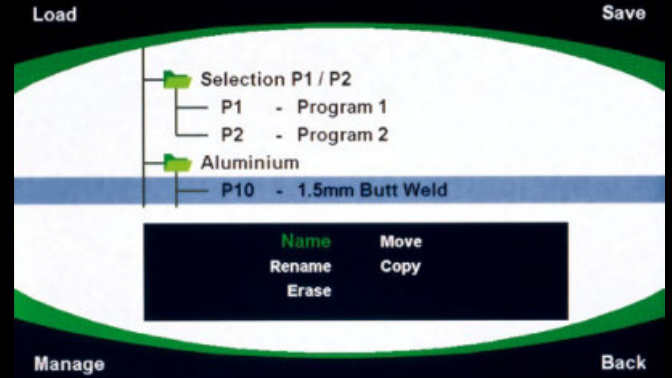 Load Save
Selection P1 / P2
P1 - Program 1
P2 - Program 2
Aluminium
P10 - 1.5mm Butt Weld
Name Move
Rename Copy
Erase
Manage Back